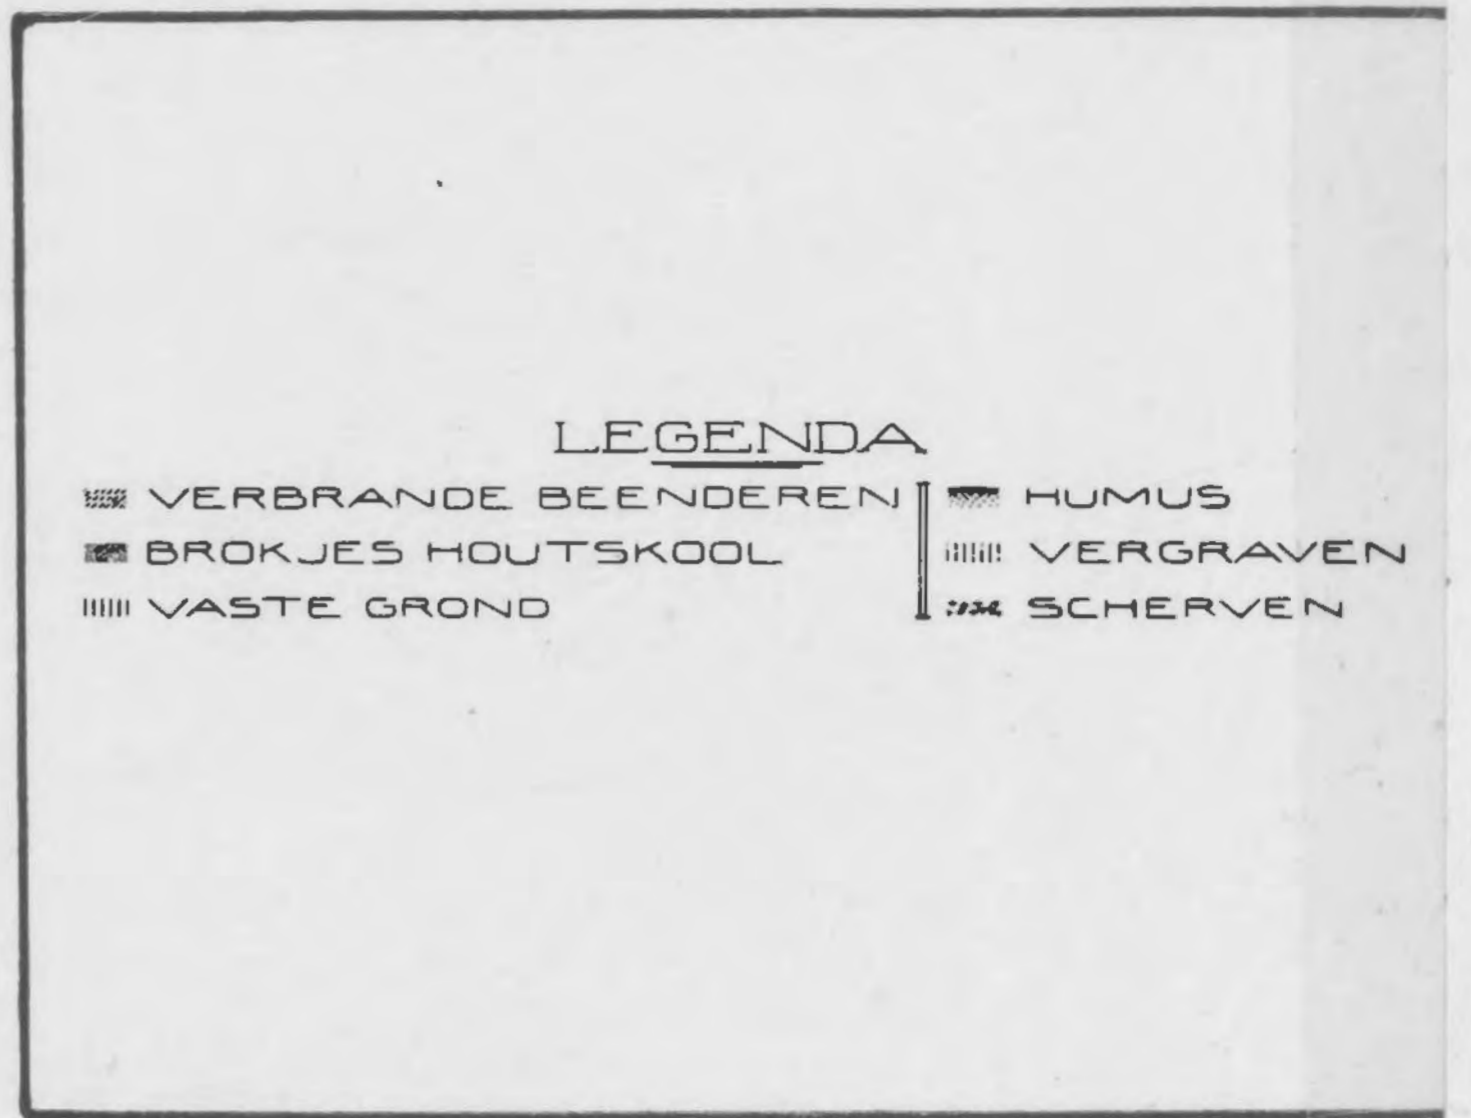 LEGENDA
VERBRANDE BEENDEREN
BROKJES HOUTSKOOL
VASTE GROND
HUMUS
VERGRAVEN
SCHERVEN